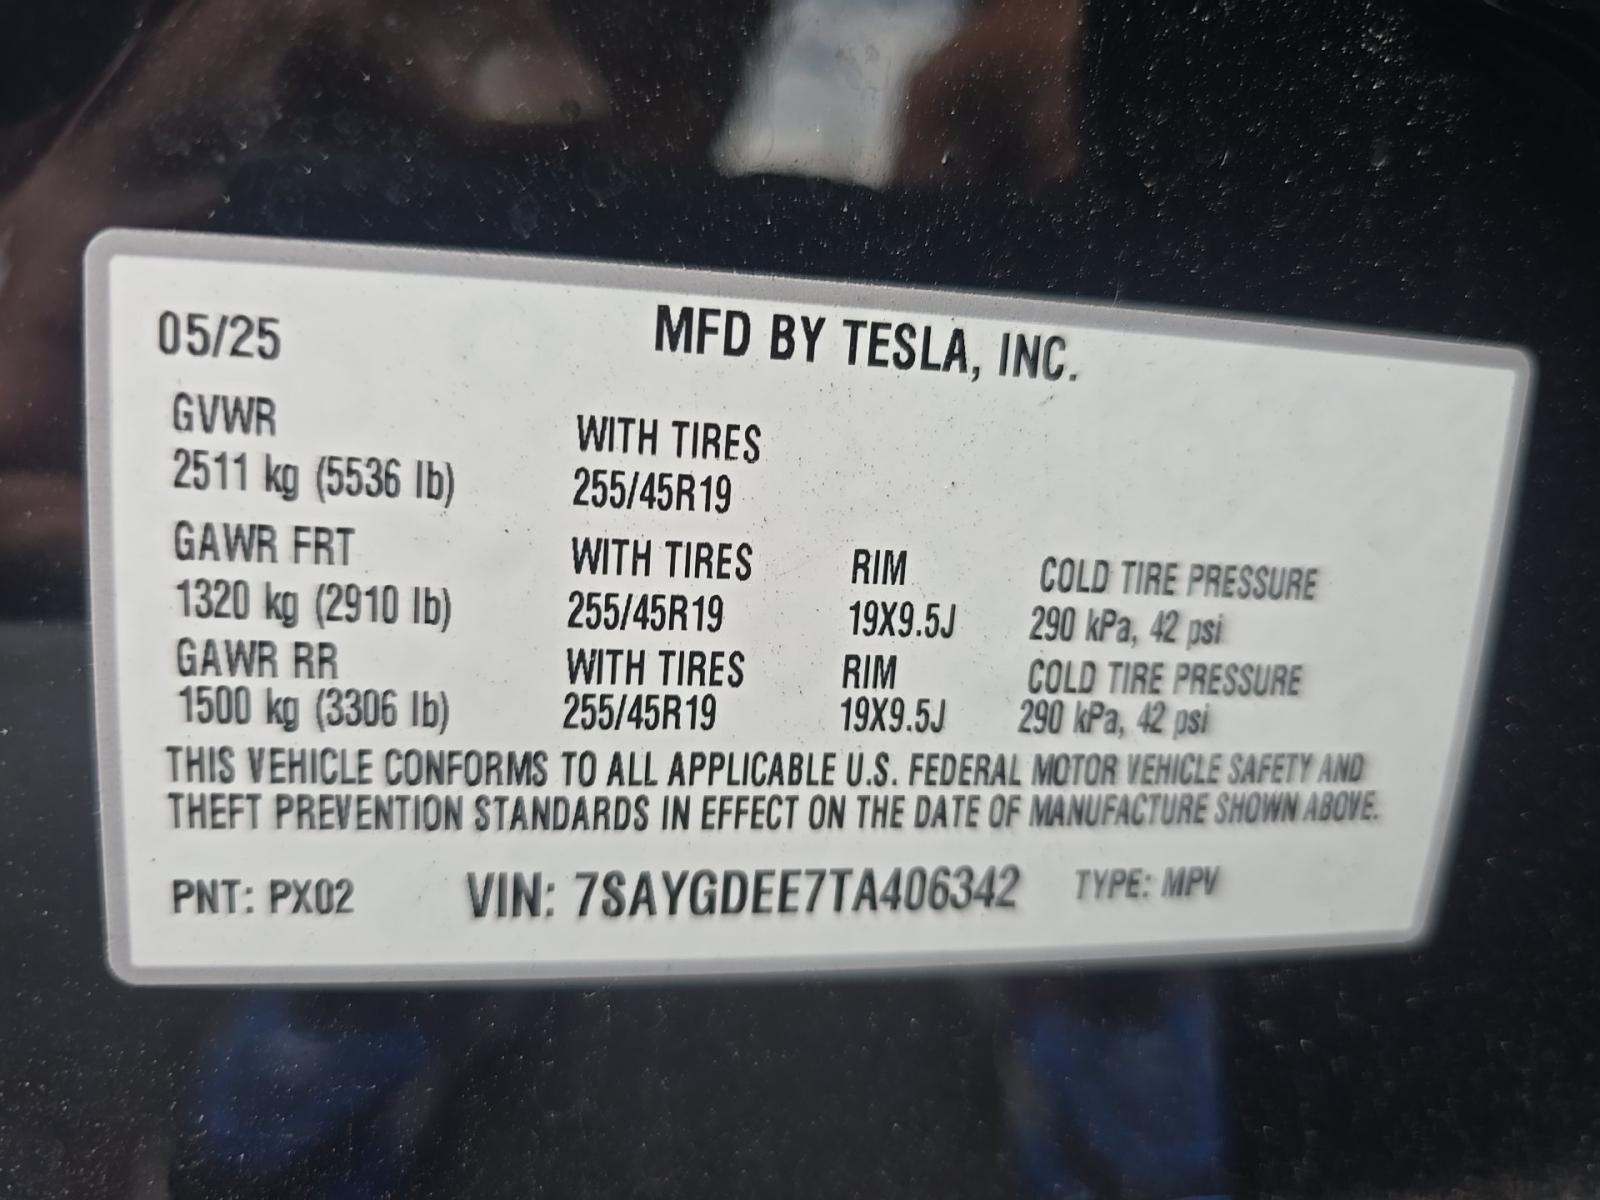 05/25 MFD BY TESLA, INC.
GVWR WITH TIRES
2511 kg (5536 lb) 255/45R19
GAWR FRT WITH TIRES RIM COLD TIRE PRESSURE
1320 kg (2910 lb) 255/45R19 19X9.5J 290 kPa, 42 psi
GAWR RR WITH TIRES RIM COLD TIRE PRESSURE
1500 kg (3306 lb) 255/45R19 19X9.5J 290 kPa, 42 psi
THIS VEHICLE CONFORMS TO ALL APPLICABLE U.S. FEDERAL MOTOR VEHICLE SAFETY AND
THEFT PREVENTION STANDARDS IN EFFECT ON THE DATE OF MANUFACTURE SHOWN ABOVE.
PNT: PX02 VIN: 7SAYGDEE7TA406342 TYPE: MPV